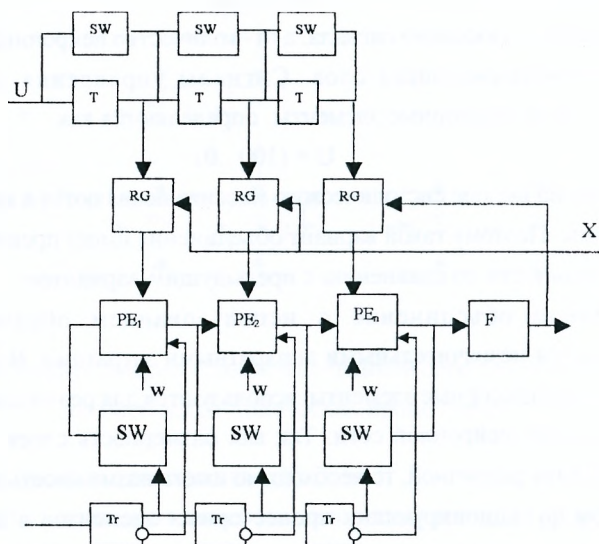 SW SW SW
U
T T T
RG RG RG
X
PE₁ PE₂ PEₙ F
w w w
SW SW SW
Tr Tr Tr